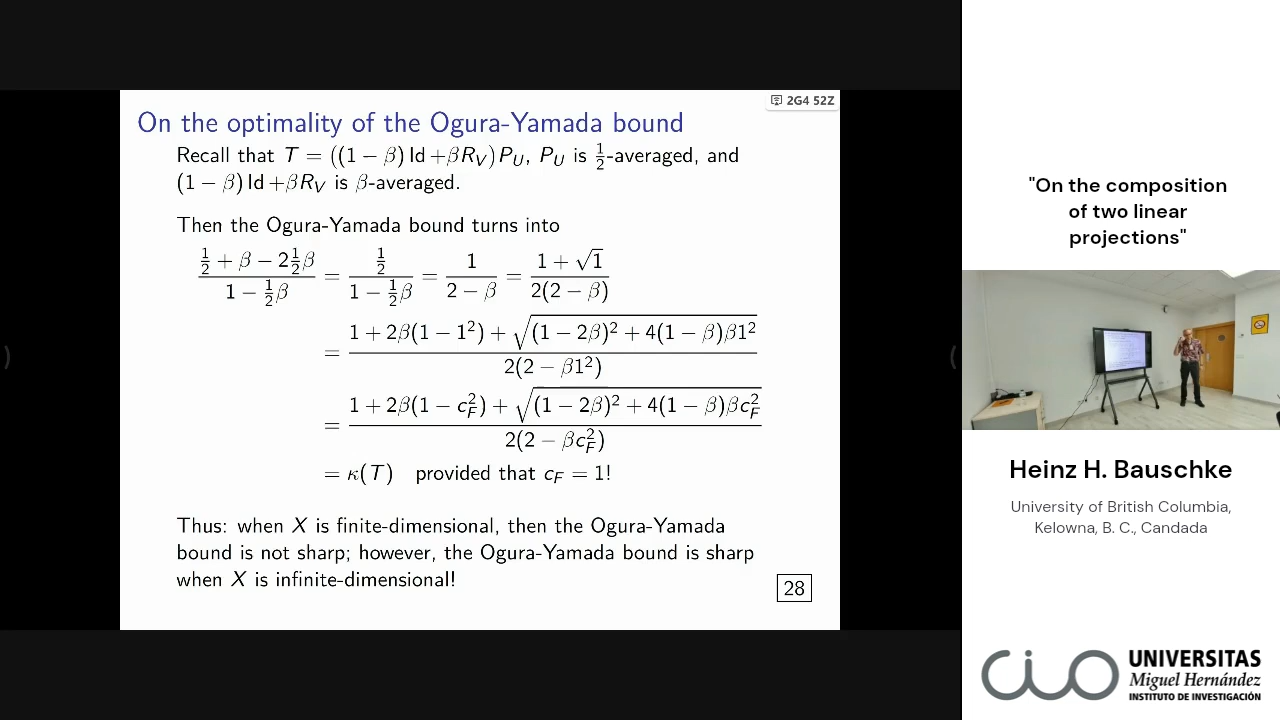 2G4 52Z
On the optimality of the Ogura-Yamada bound
Recall that T = ((1 − β) Id +βR_V)P_U, P_U is 1/2-averaged, and
(1 − β) Id +βR_V is β-averaged.
Then the Ogura-Yamada bound turns into
(1/2 + β − 2 1/2 β)/(1 − 1/2 β) = (1/2)/(1 − 1/2 β) = 1/(2 − β) = (1 + √1)/(2(2 − β))
= (1 + 2β(1 − 1²) + √((1 − 2β)² + 4(1 − β)β1²))/(2(2 − β1²))
= (1 + 2β(1 − c_F²) + √((1 − 2β)² + 4(1 − β)βc_F²))/(2(2 − βc_F²))
= κ(T) provided that c_F = 1!
Thus: when X is finite-dimensional, then the Ogura-Yamada
bound is not sharp; however, the Ogura-Yamada bound is sharp
when X is infinite-dimensional!
28
"On the composition
of two linear
projections"
Heinz H. Bauschke
University of British Columbia,
Kelowna, B. C., Candada
cio
UNIVERSITAS
Miguel Hernández
INSTITUTO DE INVESTIGACIÓN